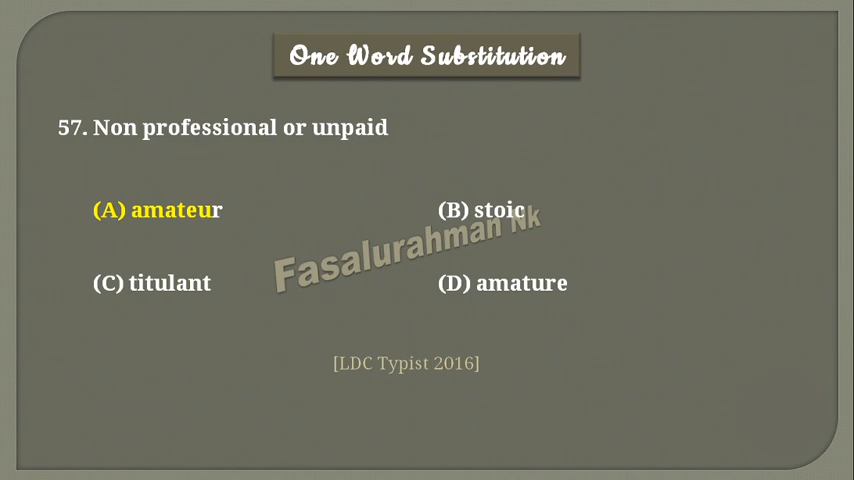 One Word Substitution
57. Non professional or unpaid
(A) amateur
(B) stoic
(C) titulant
(D) amature
Fasalurahman Nk
[LDC Typist 2016]